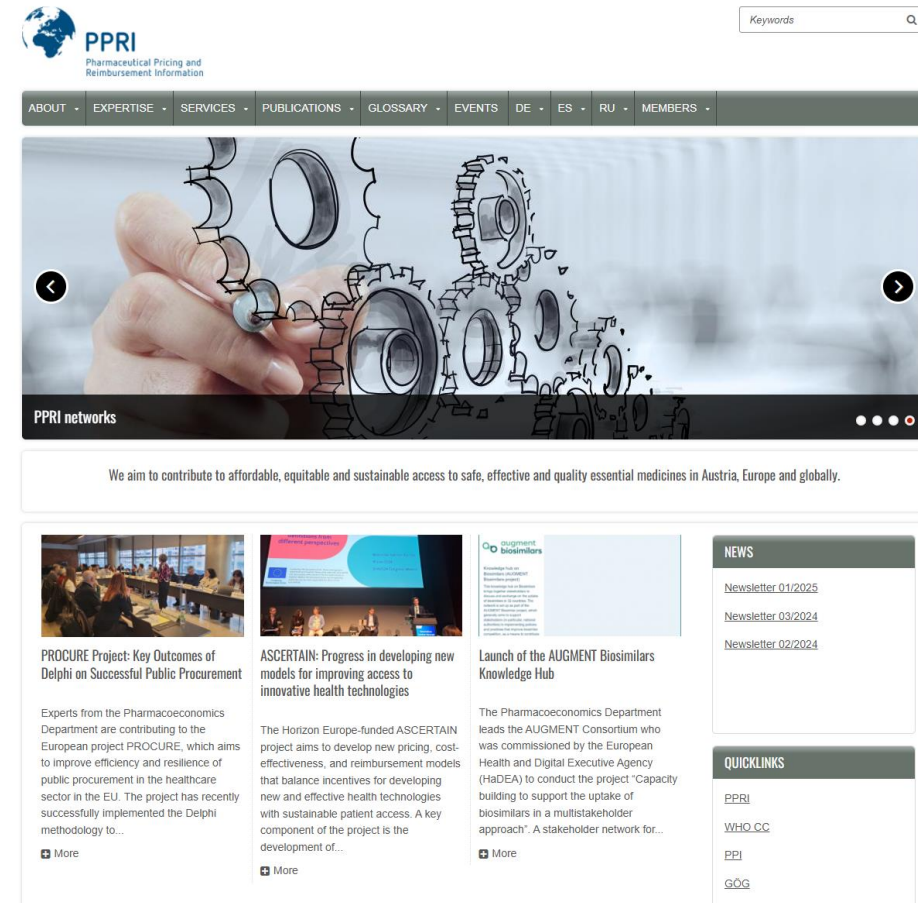 PPRI
Pharmaceutical Pricing and
Reimbursement Information
Keywords
ABOUT EXPERTISE SERVICES PUBLICATIONS GLOSSARY EVENTS DE ES RU MEMBERS
PPRI networks
We aim to contribute to affordable, equitable and sustainable access to safe, effective and quality essential medicines in Austria, Europe and globally.
PROCURE Project: Key Outcomes of
Delphi on Successful Public Procurement
Experts from the Pharmacoeconomics
Department are contributing to the
European project PROCURE, which aims
to improve efficiency and resilience of
public procurement in the healthcare
sector in the EU. The project has recently
successfully implemented the Delphi
methodology to...
More
different perspectives
ASCERTAIN: Progress in developing new
models for improving access to
innovative health technologies
The Horizon Europe-funded ASCERTAIN
project aims to develop new pricing, cost-
effectiveness, and reimbursement models
that balance incentives for developing
new and effective health technologies
with sustainable patient access. A key
component of the project is the
development of...
More
augment
biosimilars
Knowledge hub on
Biosimilars (AUGMENT
Biosimilars project)
Launch of the AUGMENT Biosimilars
Knowledge Hub
The Pharmacoeconomics Department
leads the AUGMENT Consortium who
was commissioned by the European
Health and Digital Executive Agency
(HaDEA) to conduct the project “Capacity
building to support the uptake of
biosimilars in a multistakeholder
approach”. A stakeholder network for...
More
NEWS
Newsletter 01/2025
Newsletter 03/2024
Newsletter 02/2024
QUICKLINKS
PPRI
WHO CC
PPI
GÖG